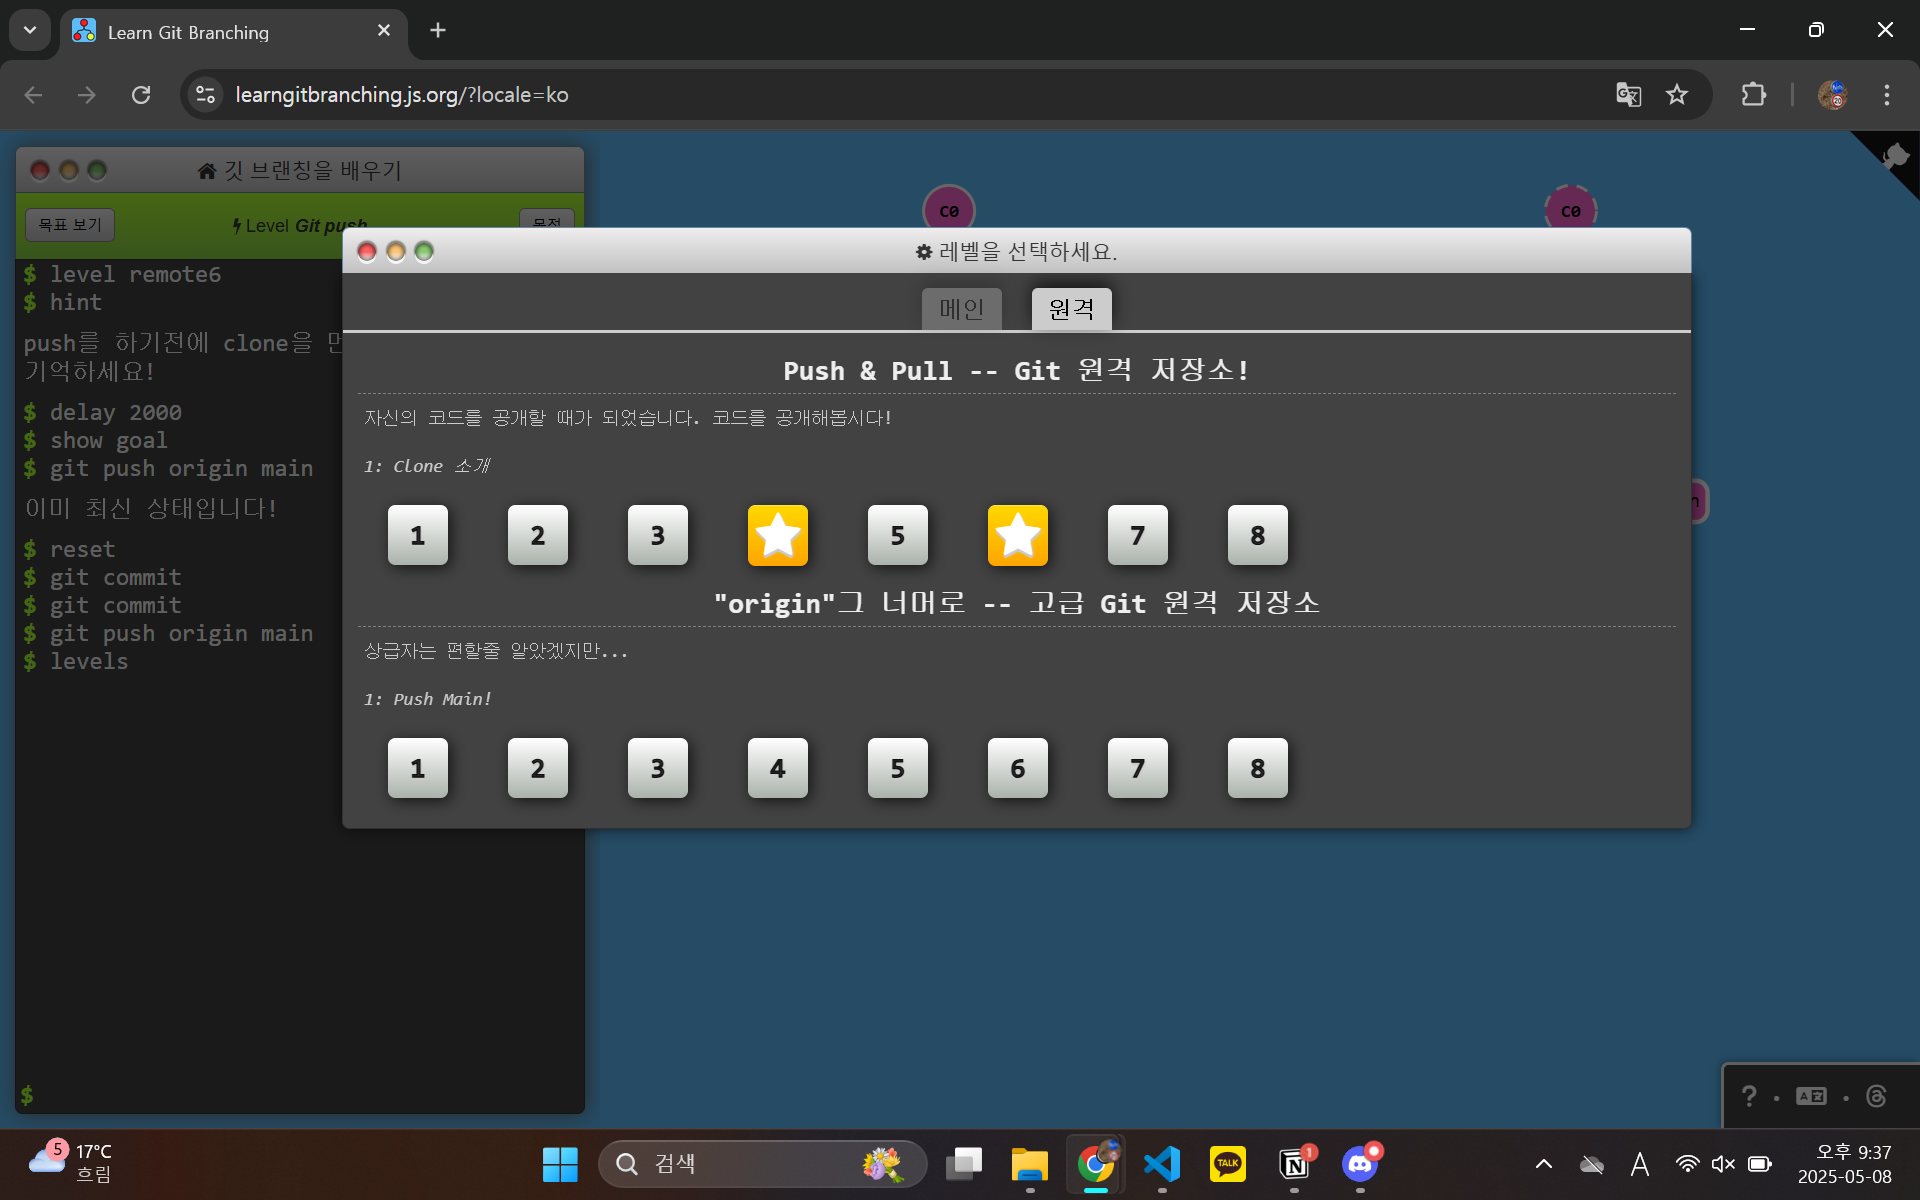 Learn Git Branching
learngitbranching.js.org/?locale=ko
깃 브랜칭을 배우기
목표 보기
Level Git push
목적
C0
C0
$ level remote6
$ hint
push를 하기전에 clone을
기억하세요!
$ delay 2000
$ show goal
$ git push origin main
이미 최신 상태입니다!
$ reset
$ git commit
$ git commit
$ git push origin main
$ levels
$
레벨을 선택하세요.
메인
원격
Push & Pull -- Git 원격 저장소!
자신의 코드를 공개할 때가 되었습니다. 코드를 공개해봅시다!
1: Clone 소개
1 2 3 5 7 8
"origin"그 너머로 -- 고급 Git 원격 저장소
상급자는 편할줄 알았겠지만...
1: Push Main!
1 2 3 4 5 6 7 8
?
5
17°C
흐림
검색
TALK
1
A
오후 9:37
2025-05-08